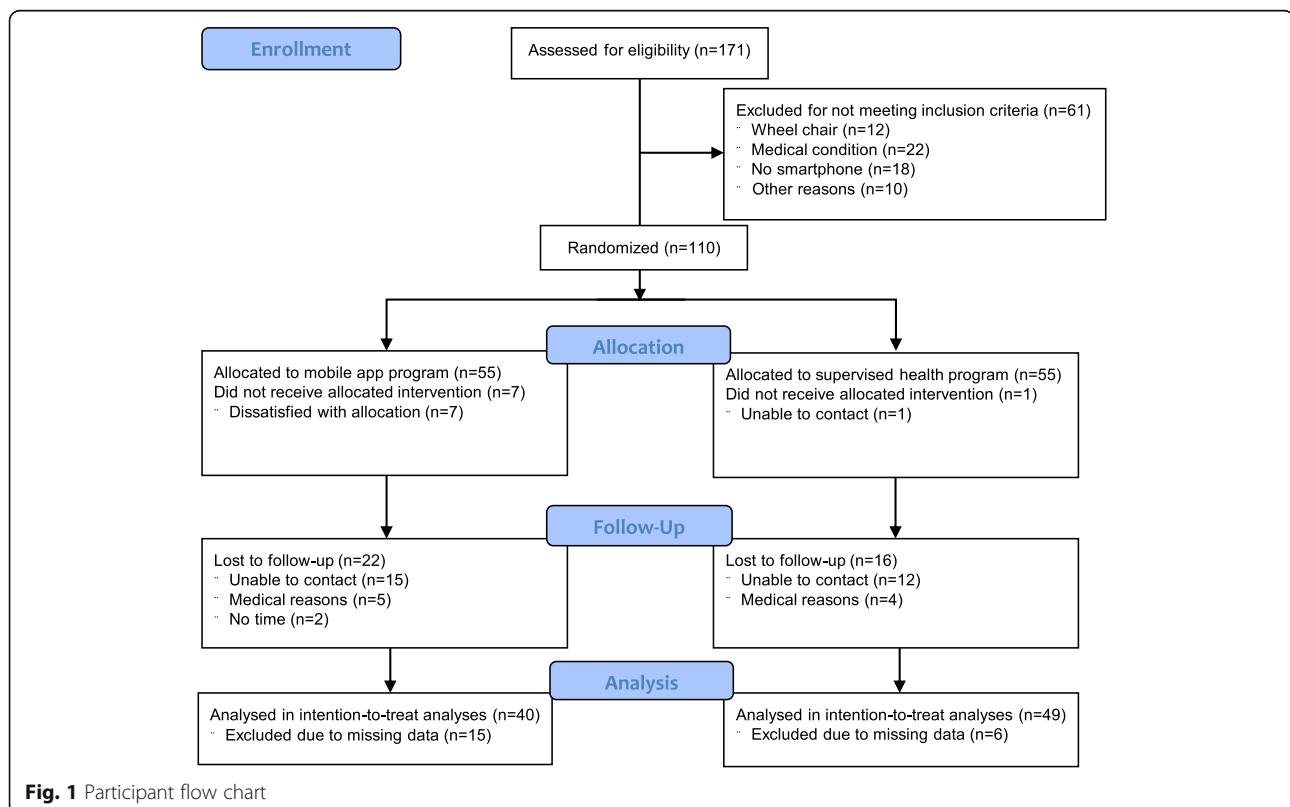 Enrollment
Assessed for eligibility (n=171)
Excluded for not meeting inclusion criteria (n=61)
¨ Wheel chair (n=12)
¨ Medical condition (n=22)
¨ No smartphone (n=18)
¨ Other reasons (n=10)
Randomized (n=110)
Allocation
Allocated to mobile app program (n=55)
Did not receive allocated intervention (n=7)
¨ Dissatisfied with allocation (n=7)
Allocated to supervised health program (n=55)
Did not receive allocated intervention (n=1)
¨ Unable to contact (n=1)
Follow-Up
Lost to follow-up (n=22)
¨ Unable to contact (n=15)
¨ Medical reasons (n=5)
¨ No time (n=2)
Lost to follow-up (n=16)
¨ Unable to contact (n=12)
¨ Medical reasons (n=4)
Analysis
Analysed in intention-to-treat analyses (n=40)
¨ Excluded due to missing data (n=15)
Analysed in intention-to-treat analyses (n=49)
¨ Excluded due to missing data (n=6)
Fig. 1 Participant flow chart